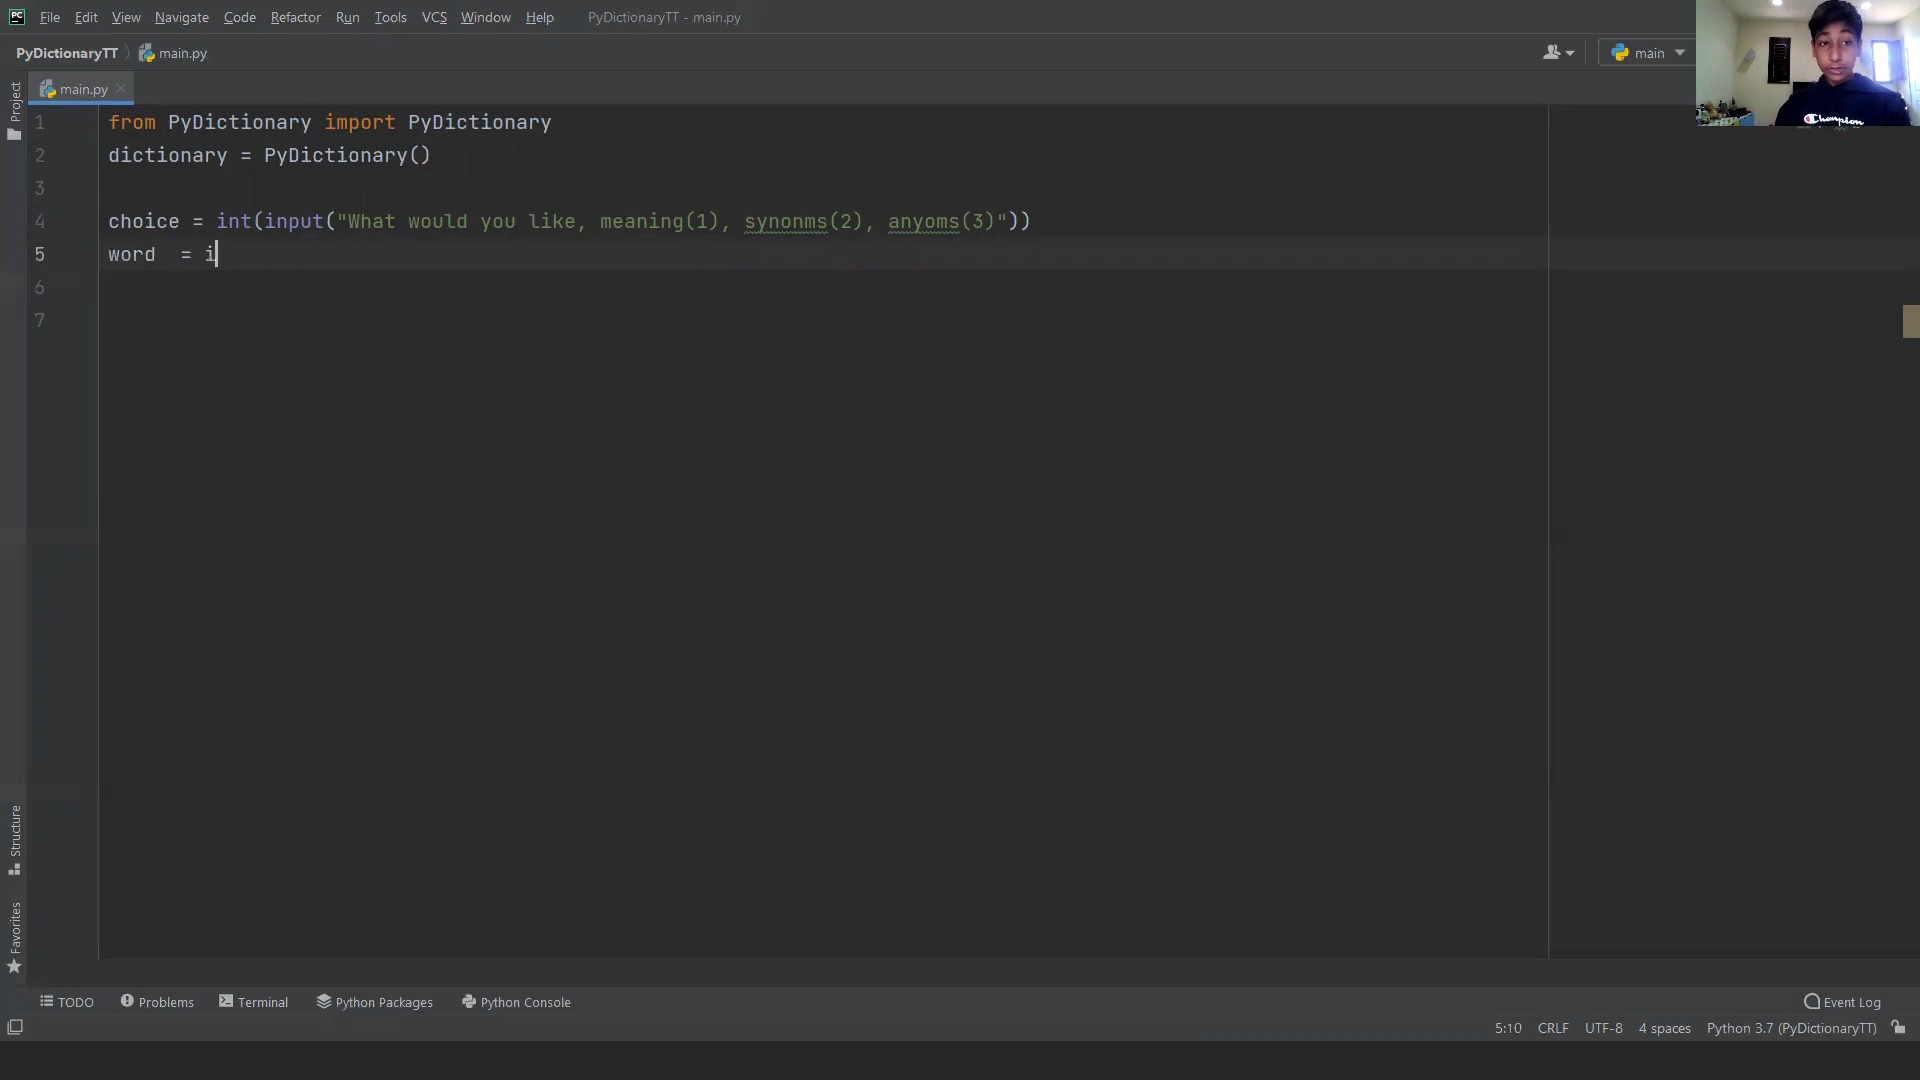 PC File Edit View Navigate Code Refactor Run Tools VCS Window Help PyDictionaryTT - main.py
PyDictionaryTT main.py main
Project
main.py
1 from PyDictionary import PyDictionary
2 dictionary = PyDictionary()
3
4 choice = int(input("What would you like, meaning(1), synonms(2), anyoms(3)"))
5 word  = i
6
7
Champion
Structure
Favorites
TODO Problems Terminal Python Packages Python Console Event Log
5:10 CRLF UTF-8 4 spaces Python 3.7 (PyDictionaryTT)